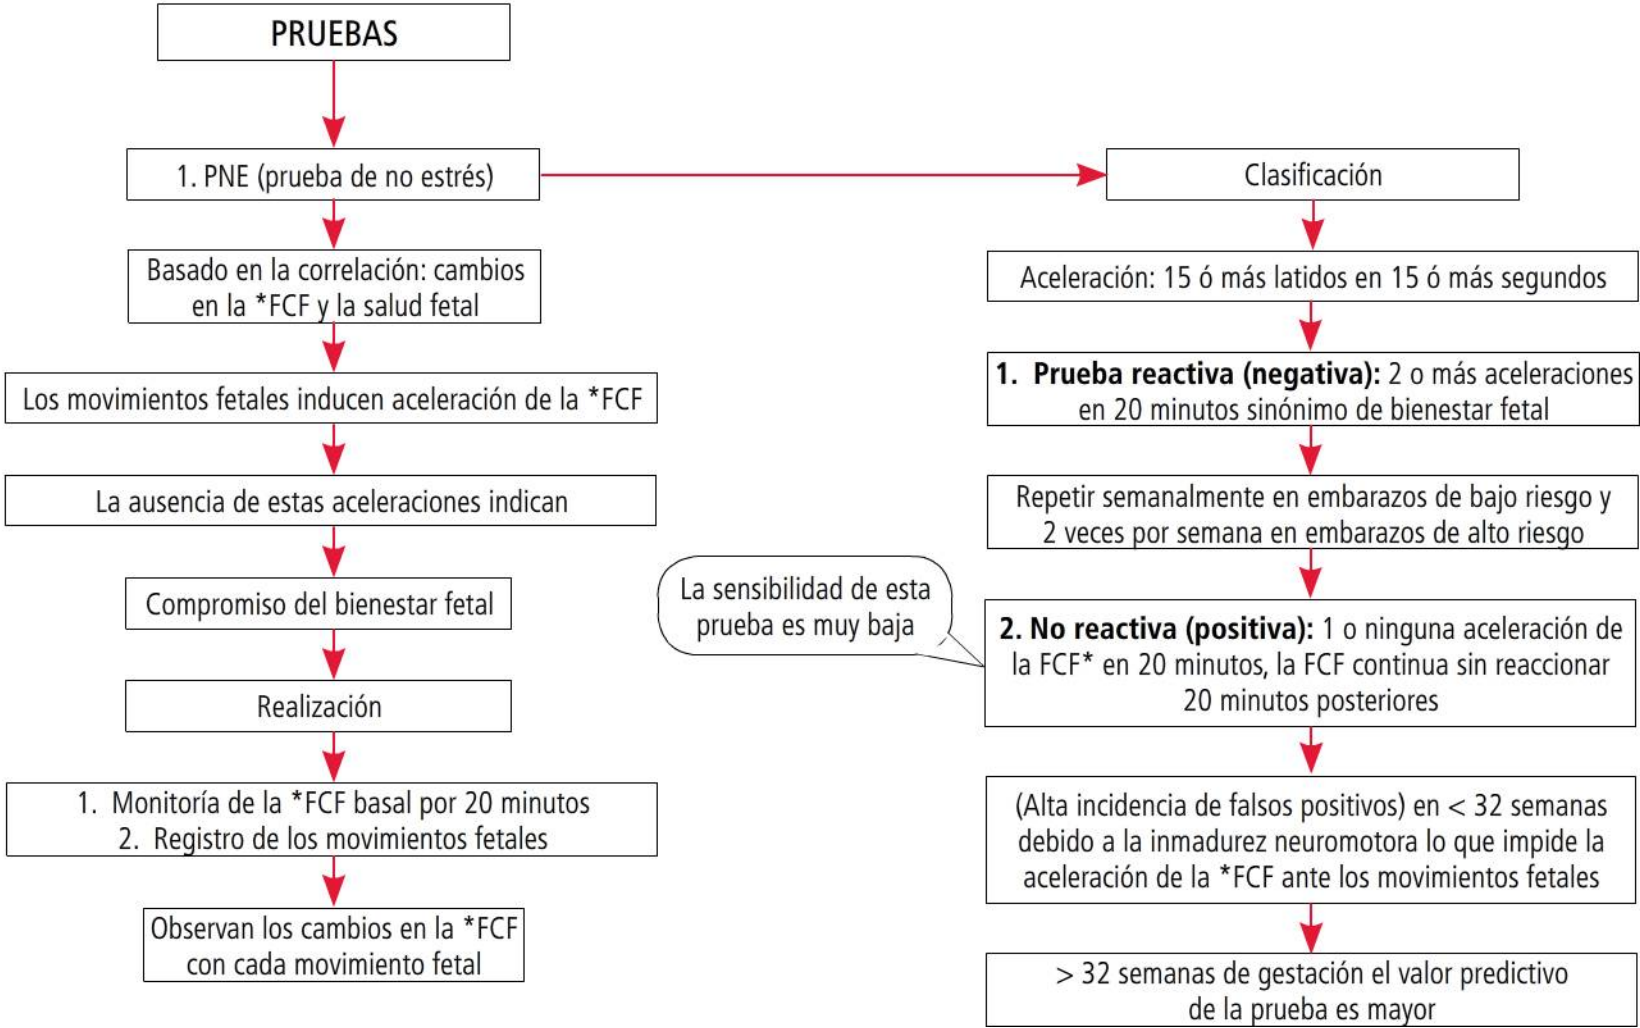 PRUEBAS
1. PNE (prueba de no estrés)
Basado en la correlación: cambios
en la *FCF y la salud fetal
Los movimientos fetales inducen aceleración de la *FCF
La ausencia de estas aceleraciones indican
Compromiso del bienestar fetal
Realización
1. Monitoría de la *FCF basal por 20 minutos
2. Registro de los movimientos fetales
Observan los cambios en la *FCF
con cada movimiento fetal
Clasificación
Aceleración: 15 ó más latidos en 15 ó más segundos
1. Prueba reactiva (negativa): 2 o más aceleraciones
en 20 minutos sinónimo de bienestar fetal
Repetir semanalmente en embarazos de bajo riesgo y
2 veces por semana en embarazos de alto riesgo
La sensibilidad de esta
prueba es muy baja
2. No reactiva (positiva): 1 o ninguna aceleración de
la FCF* en 20 minutos, la FCF continua sin reaccionar
20 minutos posteriores
(Alta incidencia de falsos positivos) en < 32 semanas
debido a la inmadurez neuromotora lo que impide la
aceleración de la *FCF ante los movimientos fetales
> 32 semanas de gestación el valor predictivo
de la prueba es mayor